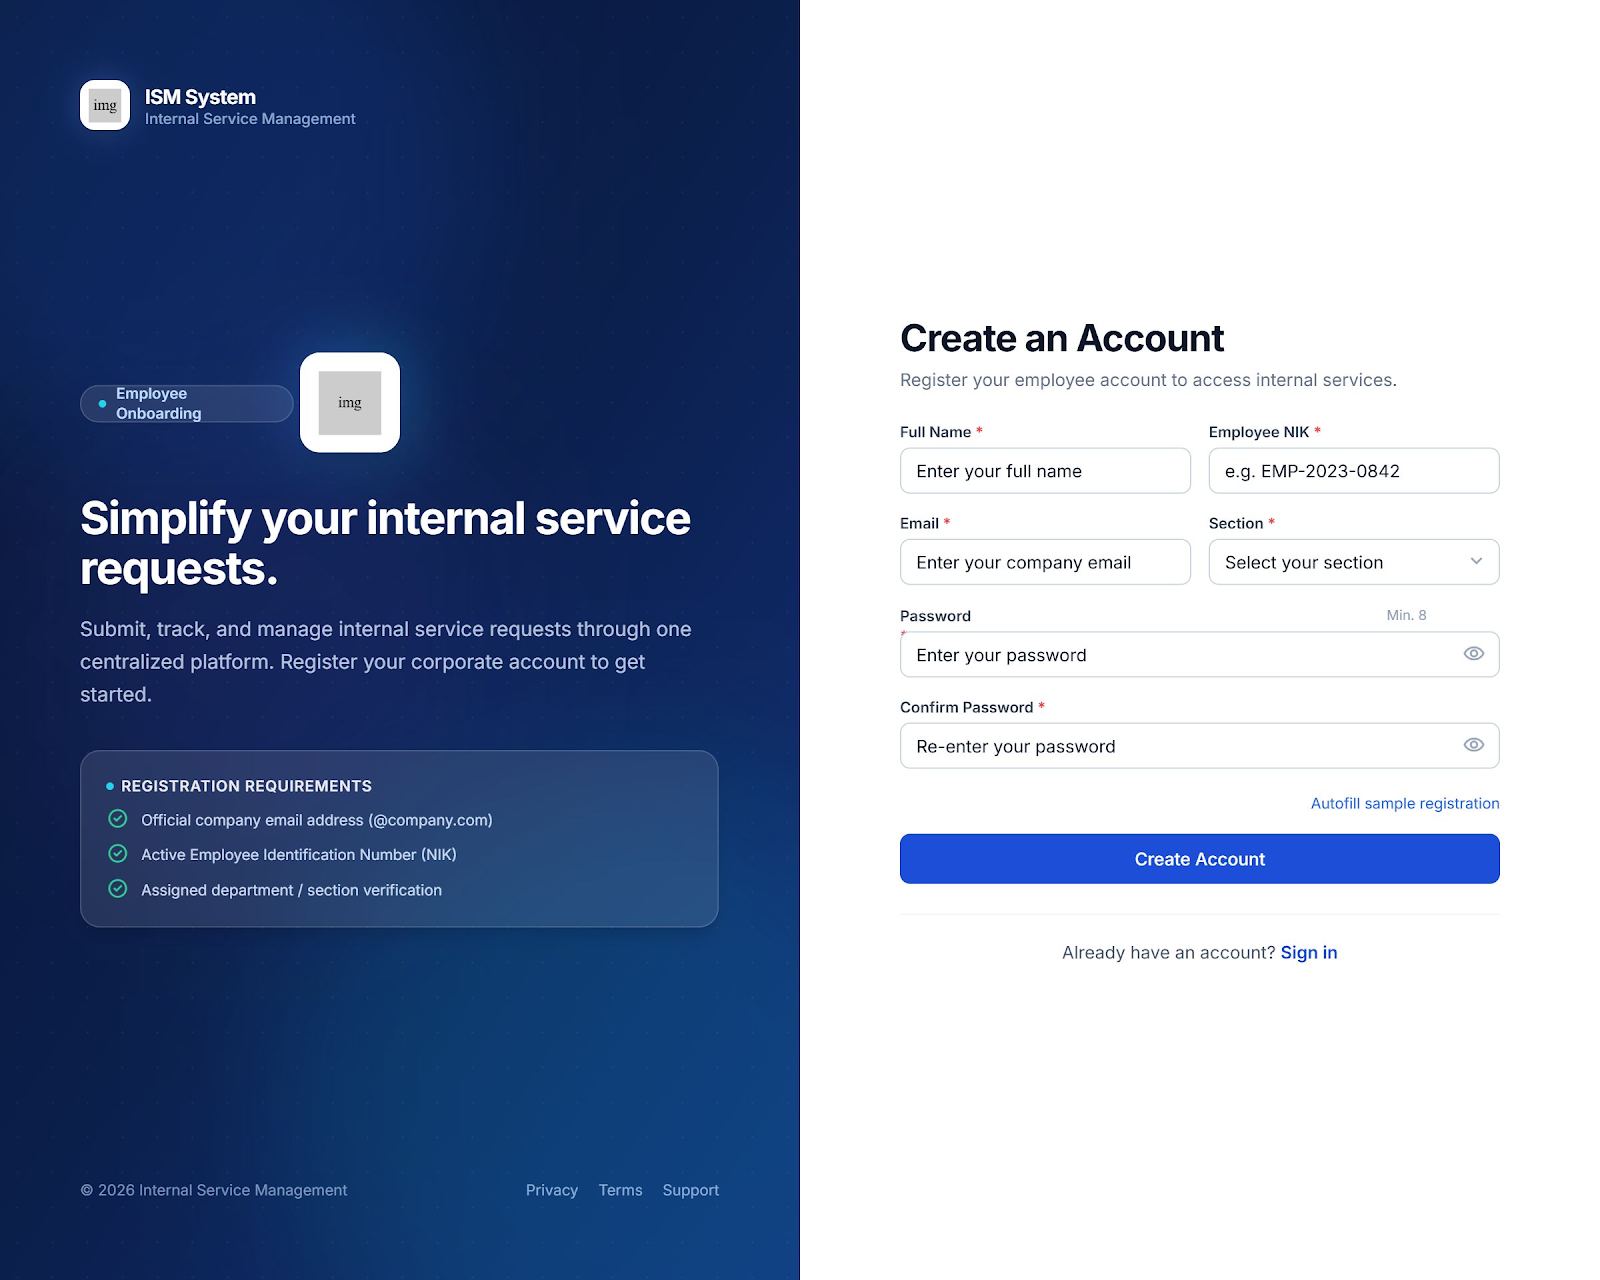 img
ISM System
Internal Service Management
Employee
Onboarding
img
Simplify your internal service
requests.
Submit, track, and manage internal service requests through one
centralized platform. Register your corporate account to get
started.
REGISTRATION REQUIREMENTS
Official company email address (@company.com)
Active Employee Identification Number (NIK)
Assigned department / section verification
© 2026 Internal Service Management
Privacy Terms Support
Create an Account
Register your employee account to access internal services.
Full Name * Employee NIK *
Enter your full name e.g. EMP-2023-0842
Email * Section *
Enter your company email Select your section
Password Min. 8
*
Enter your password
Confirm Password *
Re-enter your password
Autofill sample registration
Create Account
Already have an account? Sign in